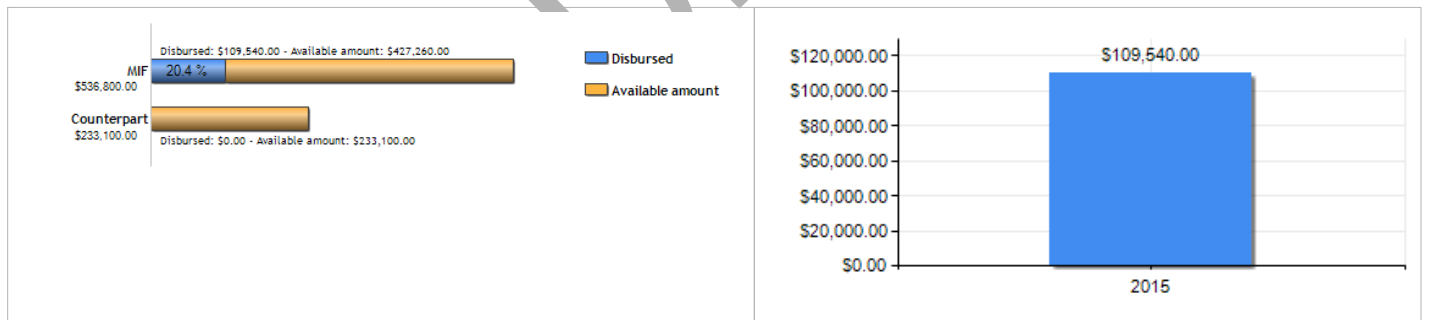 Disbursed: $109,540.00 - Available amount: $427,260.00
MIF
20.4 %
$536,800.00
Counterpart
$233,100.00
Disbursed: $0.00 - Available amount: $233,100.00
Disbursed
Available amount
$120,000.00
$100,000.00
$80,000.00
$60,000.00
$40,000.00
$20,000.00
$0.00
$109,540.00
2015